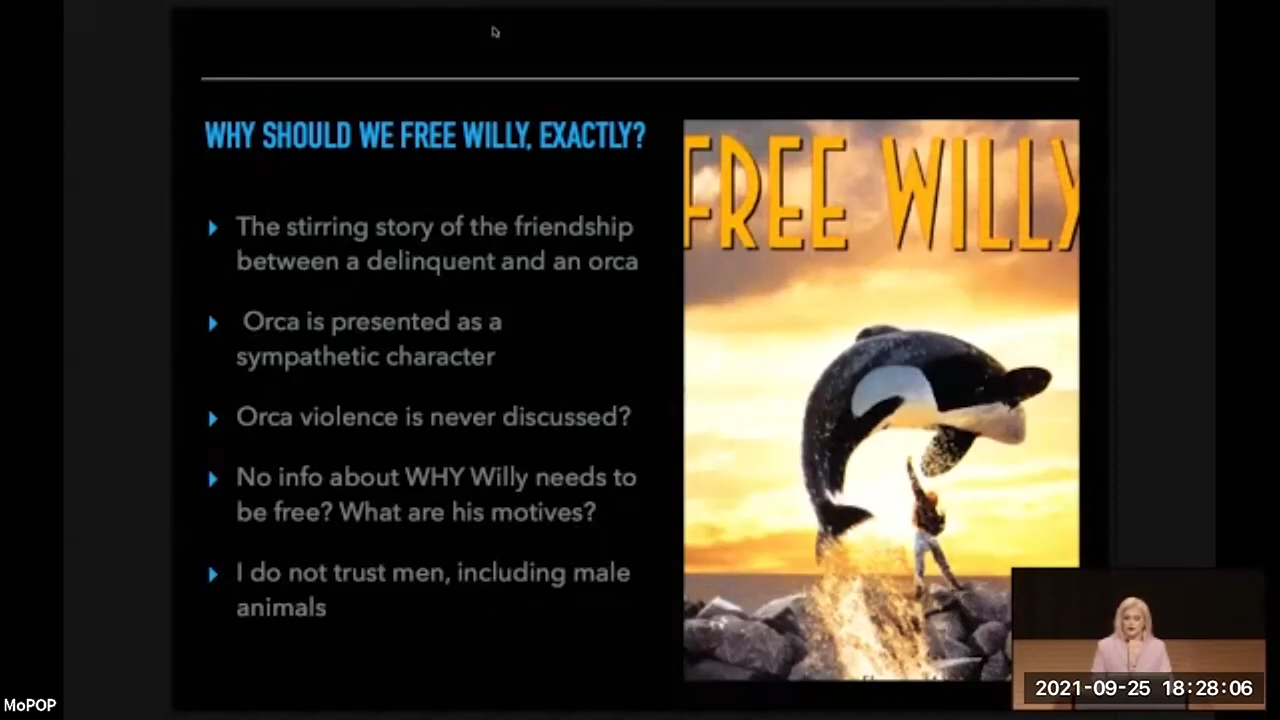 WHY SHOULD WE FREE WILLY, EXACTLY?
The stirring story of the friendship
between a delinquent and an orca
Orca is presented as a
sympathetic character
Orca violence is never discussed?
No info about WHY Willy needs to
be free? What are his motives?
I do not trust men, including male
animals
FREE WILLY
2021-09-25 18:28:06
MoPOP